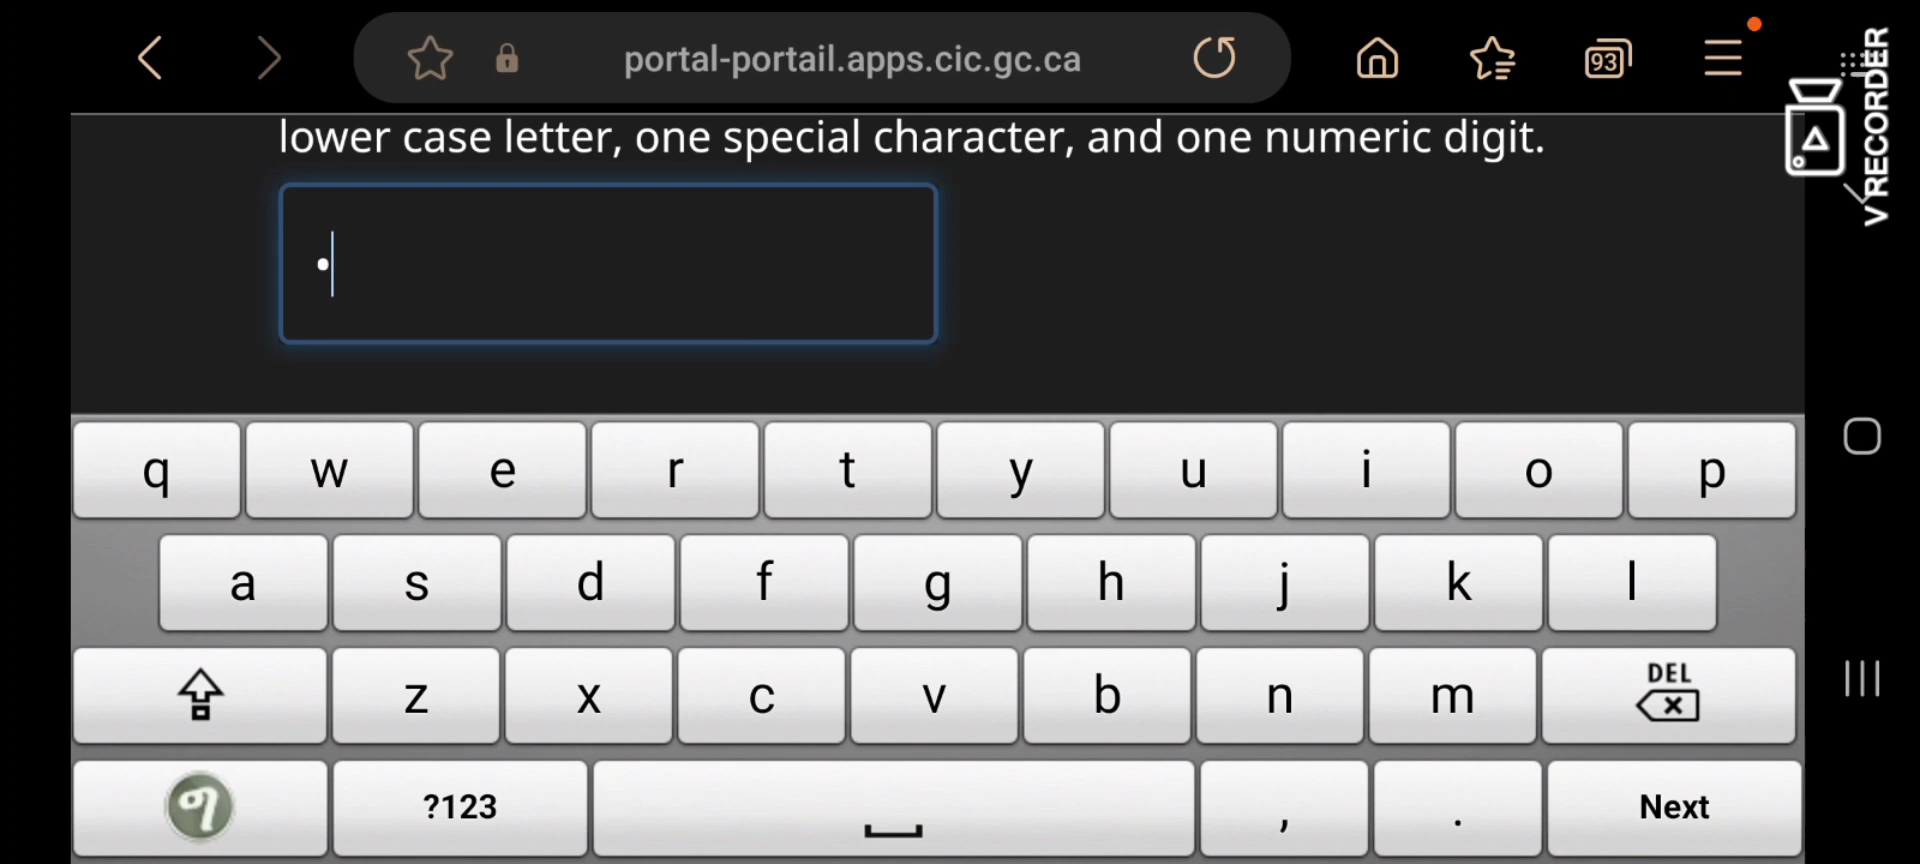 portal-portail.apps.cic.gc.ca
93
V RECORDER
lower case letter, one special character, and one numeric digit.
•
q w e r t y u i o p
a s d f g h j k l
z x c v b n m DEL
?123 , . Next